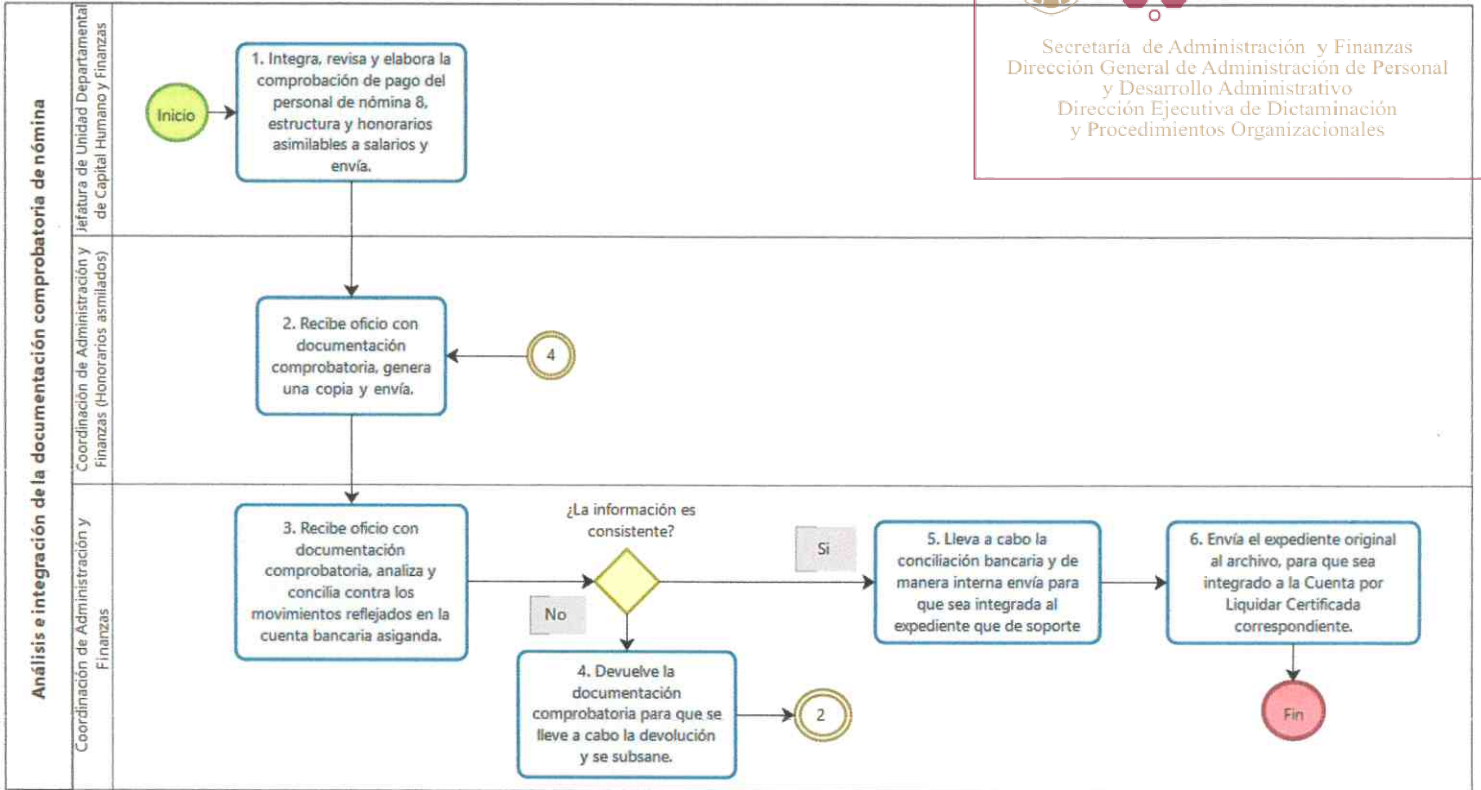 Secretaría de Administración y Finanzas
Dirección General de Administración de Personal
y Desarrollo Administrativo
Dirección Ejecutiva de Dictaminación
y Procedimientos Organizacionales
Análisis e integración de la documentación comprobatoria de nómina
Jefatura de Unidad Departamental
de Capital Humano y Finanzas
Inicio
1. Integra, revisa y elabora la
comprobación de pago del
personal de nómina 8,
estructura y honorarios
asimilables a salarios y
envía.
Coordinación de Administración y
Finanzas (Honorarios asmilados)
2. Recibe oficio con
documentación
comprobatoria, genera
una copia y envía.
4
Coordinación de Administración y
Finanzas
3. Recibe oficio con
documentación
comprobatoria, analiza y
concilia contra los
movimientos reflejados en la
cuenta bancaria asiganda.
¿La información es
consistente?
No
Si
4. Devuelve la
documentación
comprobatoria para que se
lleve a cabo la devolución
y se subsane.
2
5. Lleva a cabo la
conciliación bancaria y de
manera interna envía para
que sea integrada al
expediente que de soporte
6. Envía el expediente original
al archivo, para que sea
integrado a la Cuenta por
Liquidar Certificada
correspondiente.
Fin